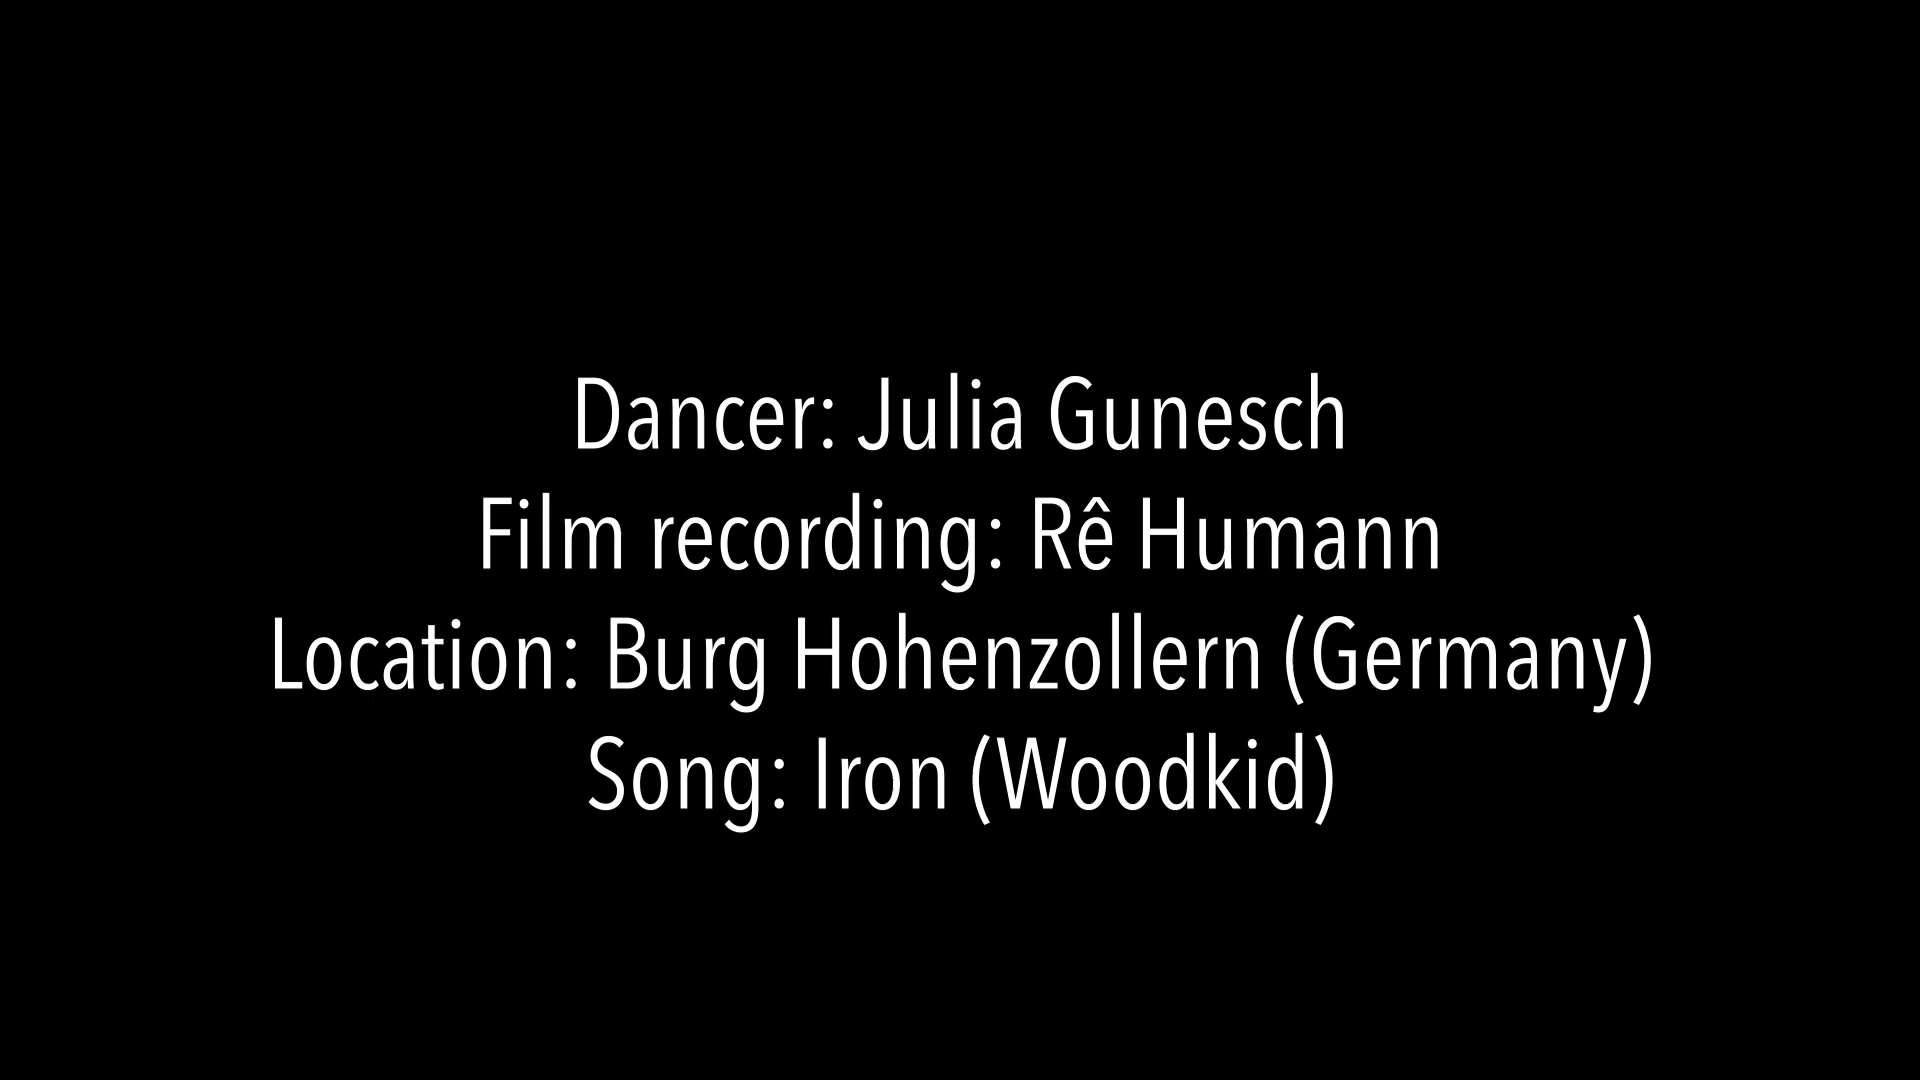 Dancer: Julia Gunesch
Film recording: Rê Humann
Location: Burg Hohenzollern (Germany)
Song: Iron (Woodkid)